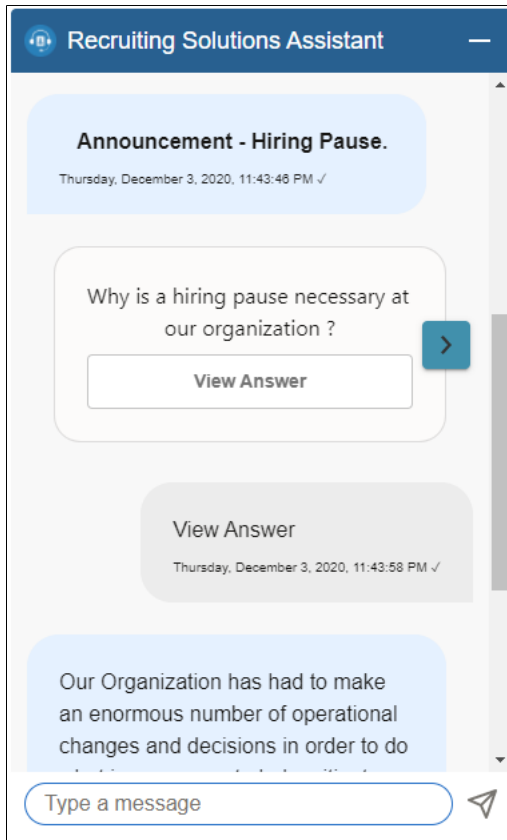 Recruiting Solutions Assistant
Announcement - Hiring Pause.
Thursday, December 3, 2020, 11:43:46 PM ✓
Why is a hiring pause necessary at
our organization ?
View Answer
View Answer
Thursday, December 3, 2020, 11:43:58 PM ✓
Our Organization has had to make
an enormous number of operational
changes and decisions in order to do
Type a message